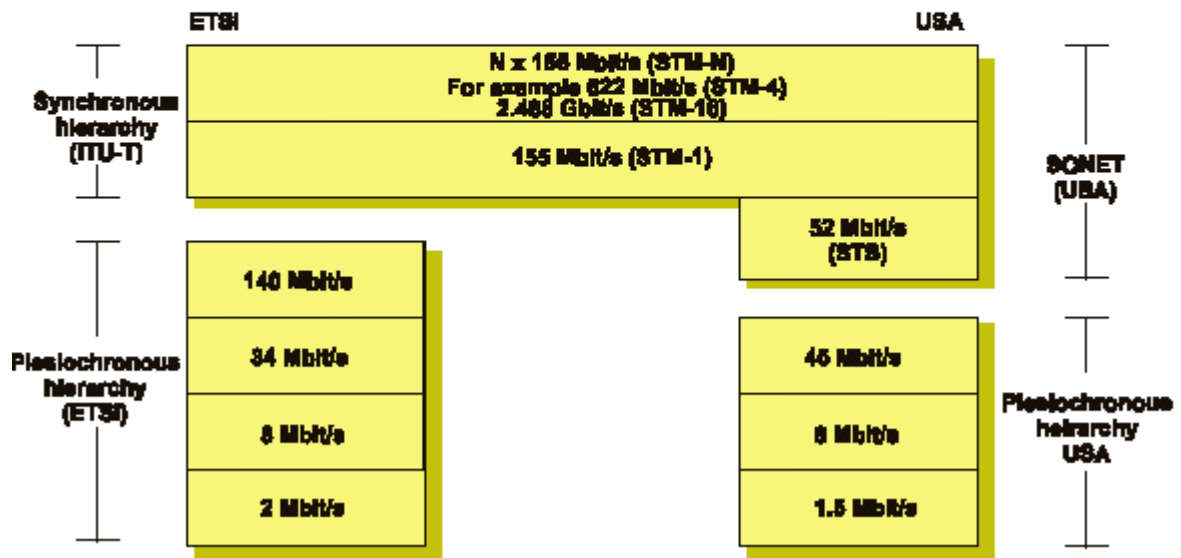 ETSI
USA
N x 155 Mbit/s (STM-N)
For example 622 Mbit/s (STM-4)
2.488 Gbit/s (STM-16)
155 Mbit/s (STM-1)
Synchronous
hierarchy
(ITU-T)
SONET
(USA)
52 Mbit/s
(STS)
140 Mbit/s
34 Mbit/s
8 Mbit/s
2 Mbit/s
Plesiochronous
hierarchy
(ETSI)
45 Mbit/s
6 Mbit/s
1.5 Mbit/s
Plesiochronous
heirarchy
USA